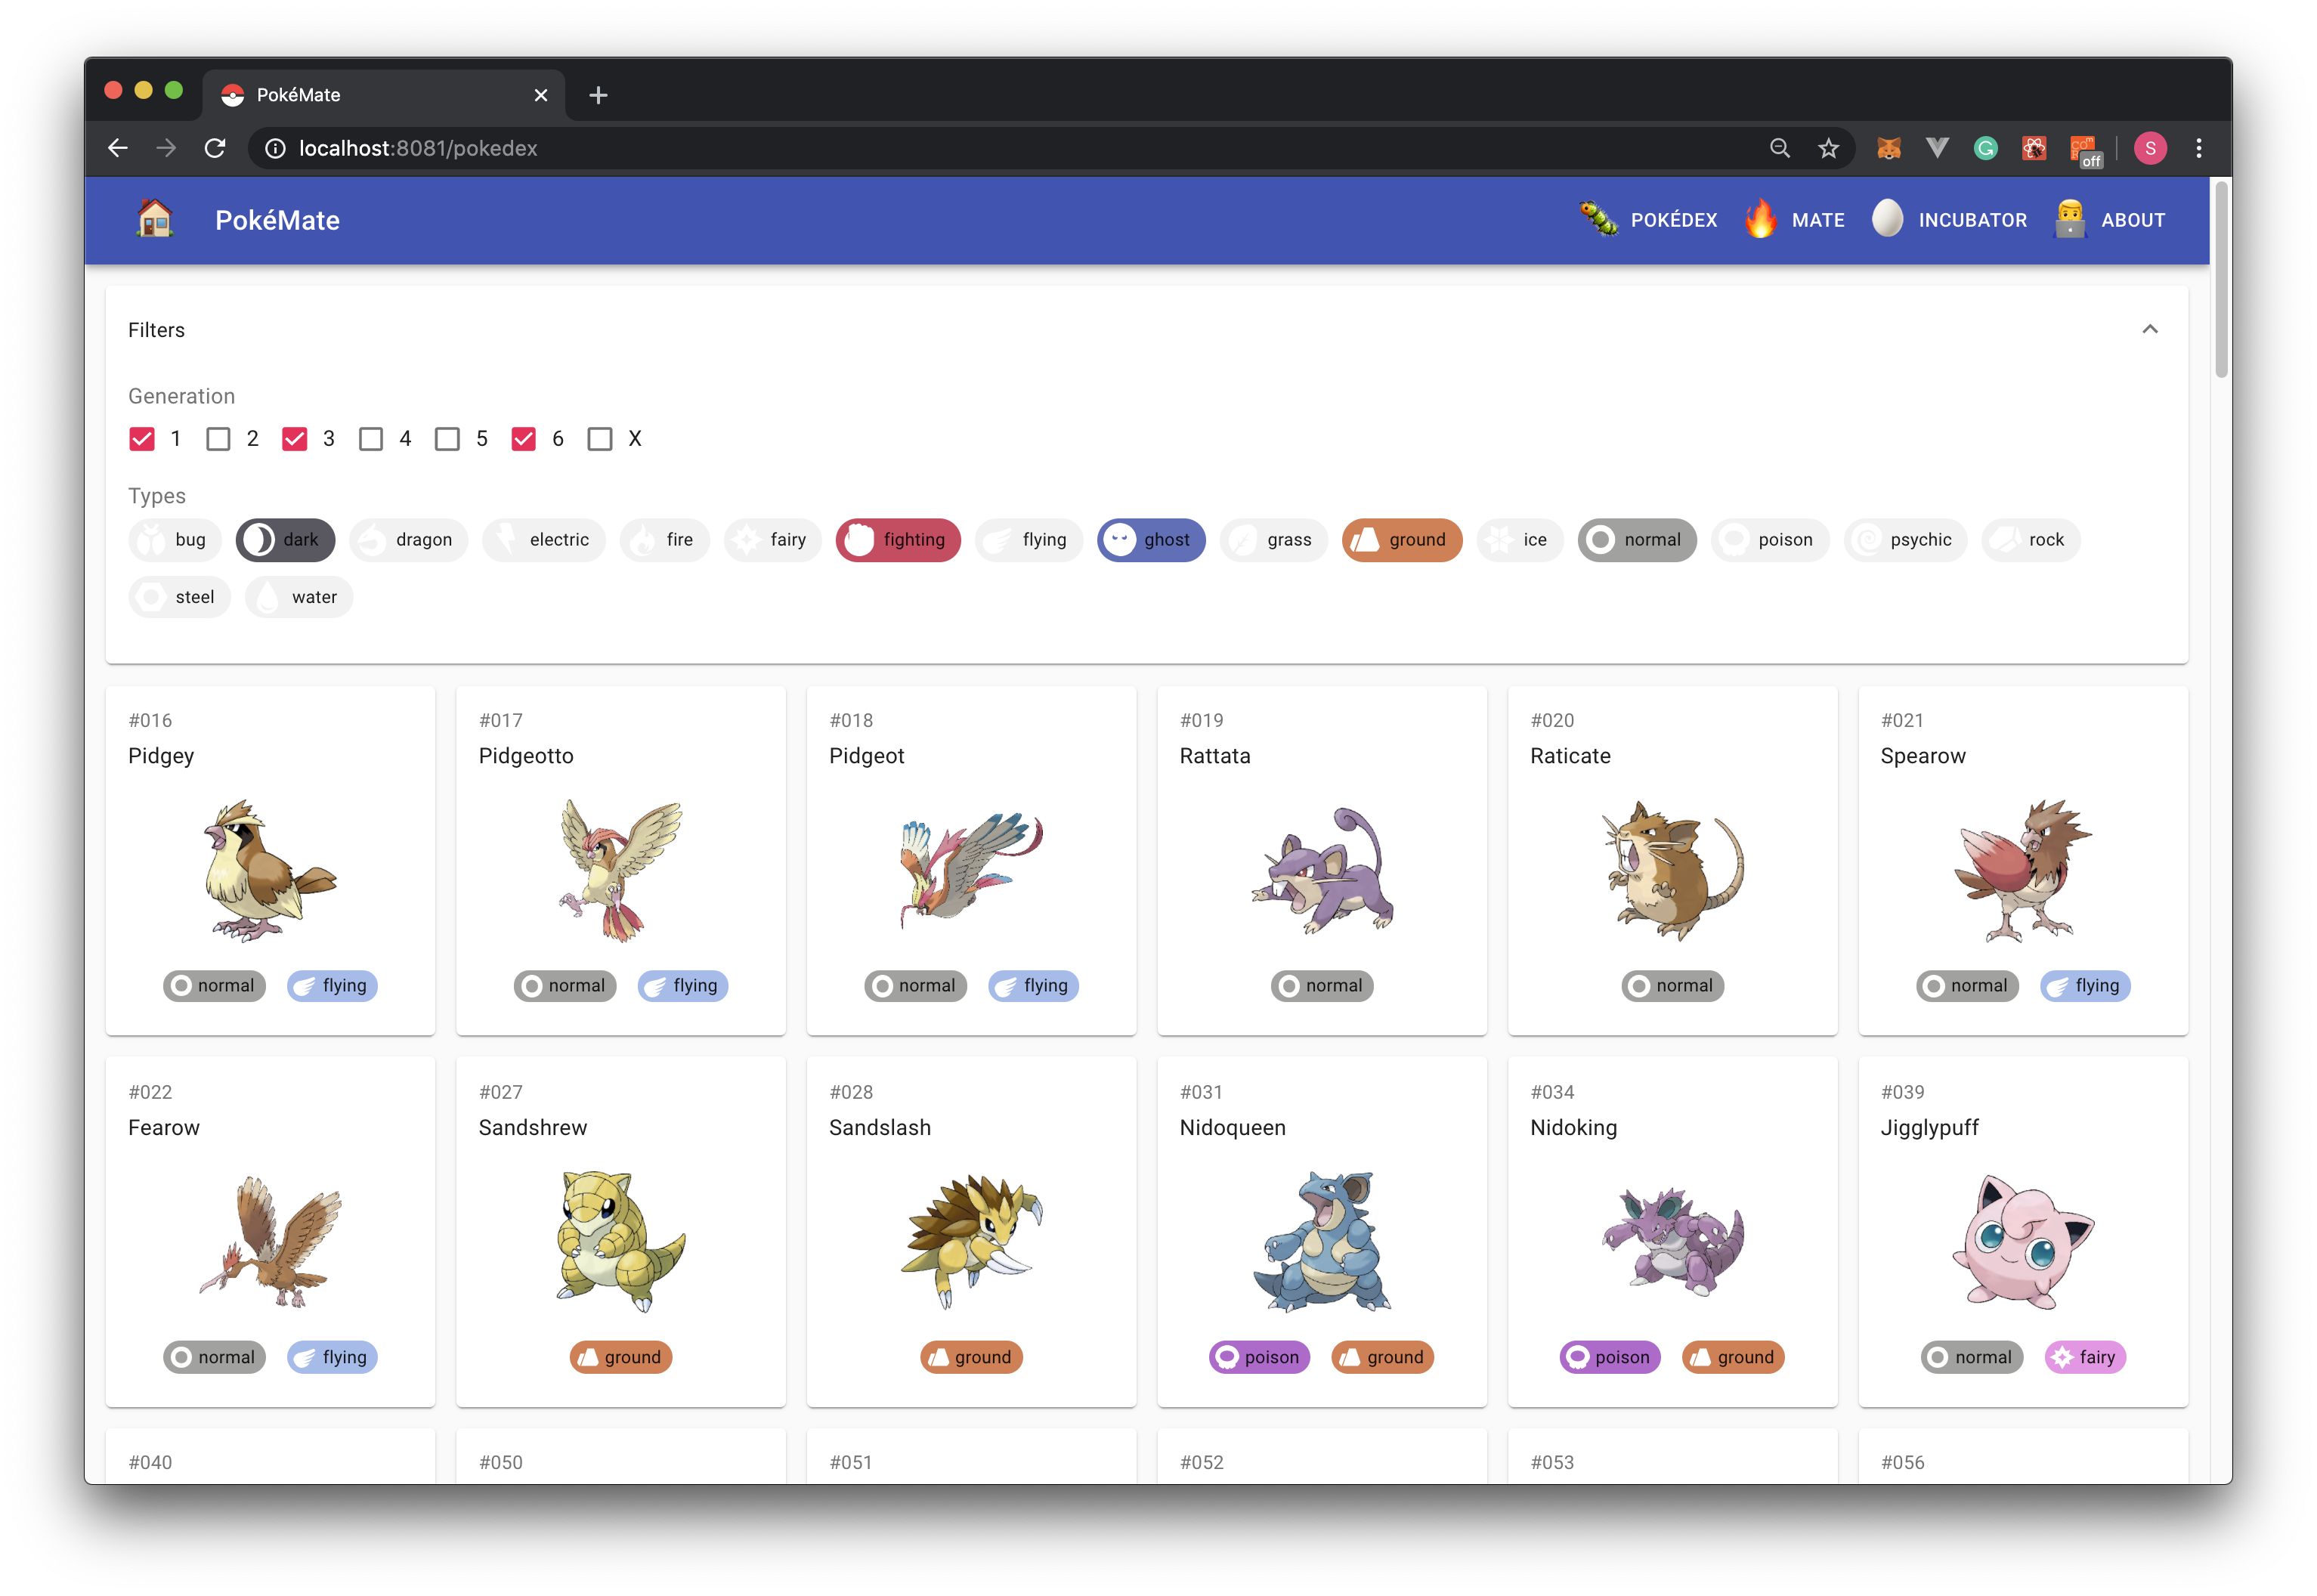 PokéMate
localhost:8081/pokedex
off
S
PokéMate
POKÉDEX MATE INCUBATOR ABOUT
Filters
Generation
1 2 3 4 5 6 X
Types
bug dark dragon electric fire fairy fighting flying ghost grass ground ice normal poison psychic rock
steel water
#016 #017 #018 #019 #020 #021
Pidgey Pidgeotto Pidgeot Rattata Raticate Spearow
normal flying normal flying normal flying normal normal normal flying
#022 #027 #028 #031 #034 #039
Fearow Sandshrew Sandslash Nidoqueen Nidoking Jigglypuff
normal flying ground ground poison ground poison ground normal fairy
#040 #050 #051 #052 #053 #056